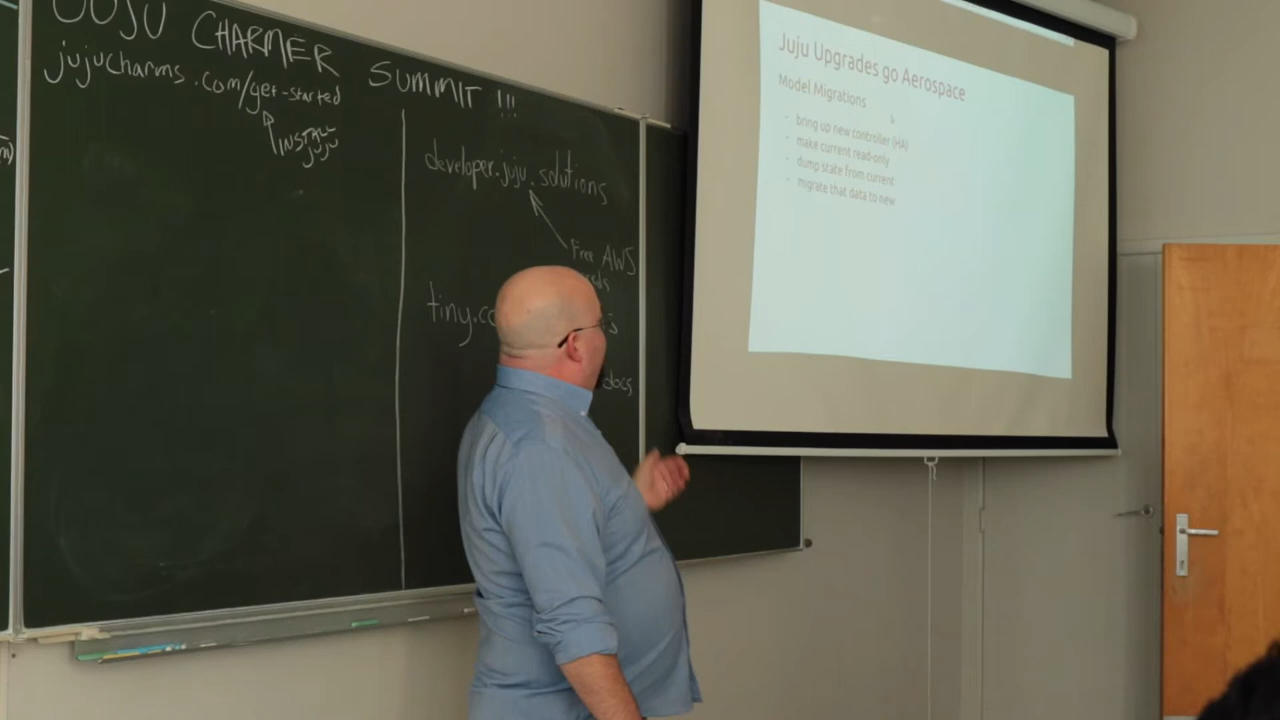 JUJU CHARMER SUMMIT !!!
jujucharms.com/get-started
INSTALL
juju
developer.juju.solutions
Free AWS
tiny.cc
docs
Juju Upgrades go Aerospace
Model Migrations
- bring up new controller (HA)
- make current read-only
- dump state from current
- migrate that data to new